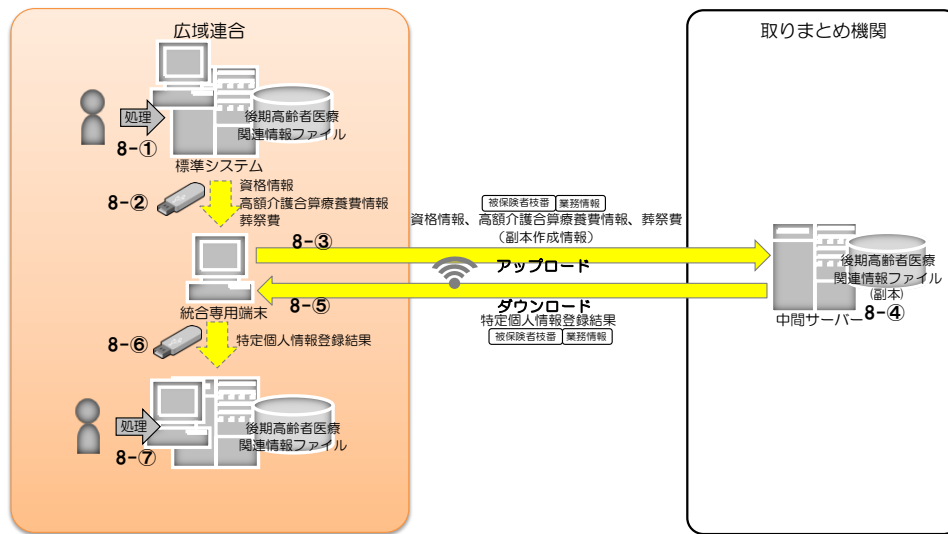 広域連合
取りまとめ機関
処理
8-①
後期高齢者医療
関連情報ファイル
標準システム
8-②
資格情報
高額介護合算療養費情報
葬祭費
被保険者枝番 業務情報
資格情報、高額介護合算療養費情報、葬祭費
（副本作成情報）
8-③
アップロード
後期高齢者医療
関連情報ファイル
(副本)
中間サーバー
8-④
統合専用端末
8-⑤
ダウンロード
特定個人情報登録結果
被保険者枝番 業務情報
8-⑥
特定個人情報登録結果
処理
8-⑦
後期高齢者医療
関連情報ファイル